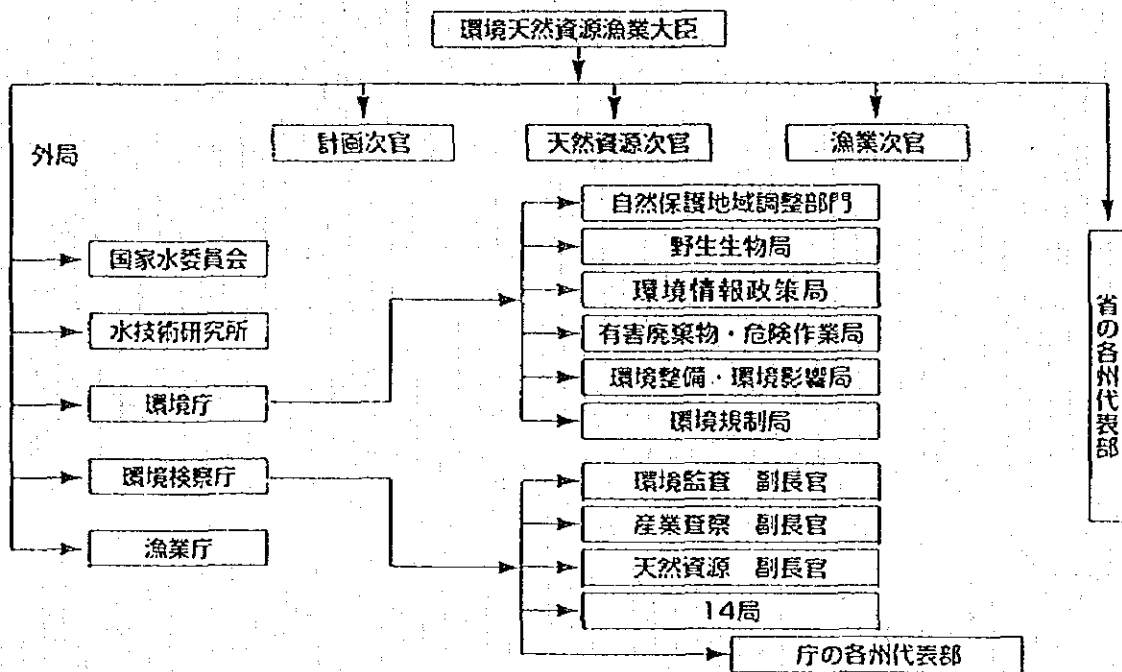 環境天然資源漁業大臣
計画次官
天然資源次官
漁業次官
外局
国家水委員会
水技術研究所
環境庁
環境検察庁
漁業庁
自然保護地域調整部門
野生生物局
環境情報政策局
有害廃棄物・危険作業局
環境整備・環境影響局
環境規制局
環境監査 副長官
産業査察 副長官
天然資源 副長官
14局
庁の各州代表部
省の各州代表部